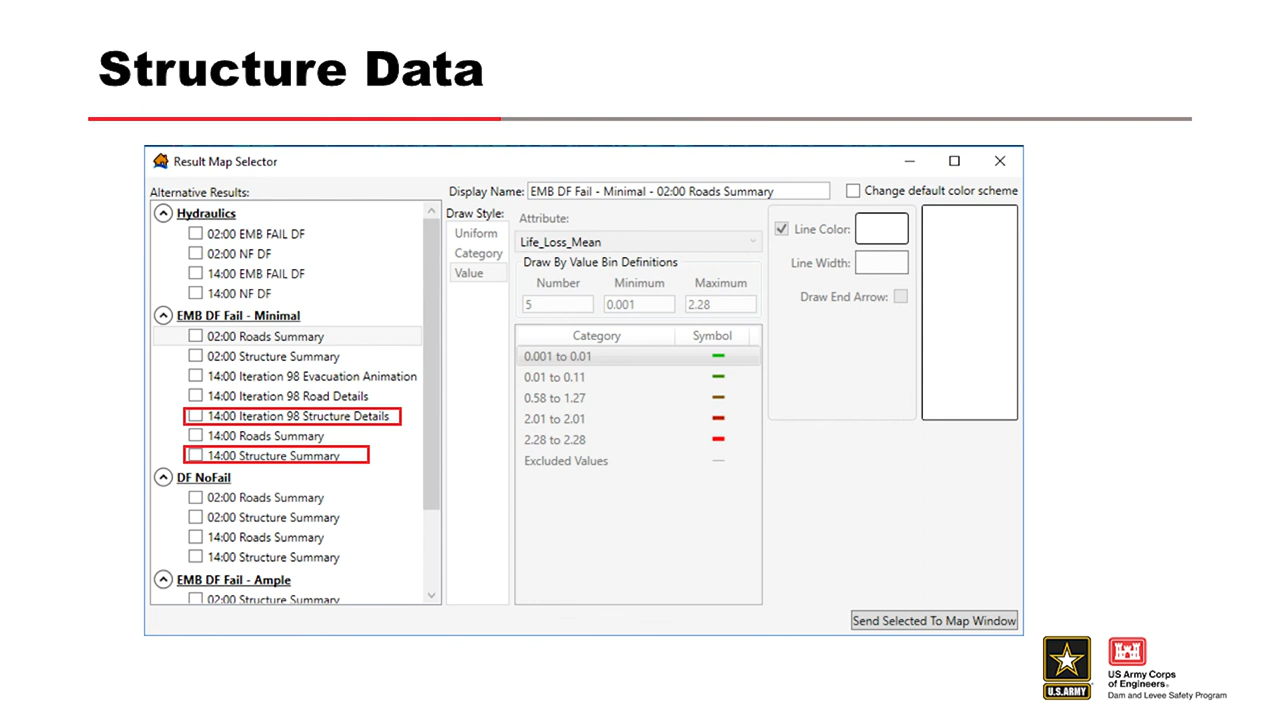 Structure Data
Result Map Selector
Alternative Results:
Hydraulics
02:00 EMB FAIL DF
02:00 NF DF
14:00 EMB FAIL DF
14:00 NF DF
EMB DF Fail - Minimal
02:00 Roads Summary
02:00 Structure Summary
14:00 Iteration 98 Evacuation Animation
14:00 Iteration 98 Road Details
14:00 Iteration 98 Structure Details
14:00 Roads Summary
14:00 Structure Summary
DF NoFail
02:00 Roads Summary
02:00 Structure Summary
14:00 Roads Summary
14:00 Structure Summary
EMB DF Fail - Ample
02:00 Structure Summary
Display Name: EMB DF Fail - Minimal - 02:00 Roads Summary
Change default color scheme
Draw Style:
Uniform
Category
Value
Attribute:
Life_Loss_Mean
Draw By Value Bin Definitions
Number Minimum Maximum
5 0.001 2.28
Category Symbol
0.001 to 0.01
0.01 to 0.11
0.58 to 1.27
2.01 to 2.01
2.28 to 2.28
Excluded Values
Line Color:
Line Width:
Draw End Arrow:
Send Selected To Map Window
U.S.ARMY
US Army Corps
of Engineers®
Dam and Levee Safety Program